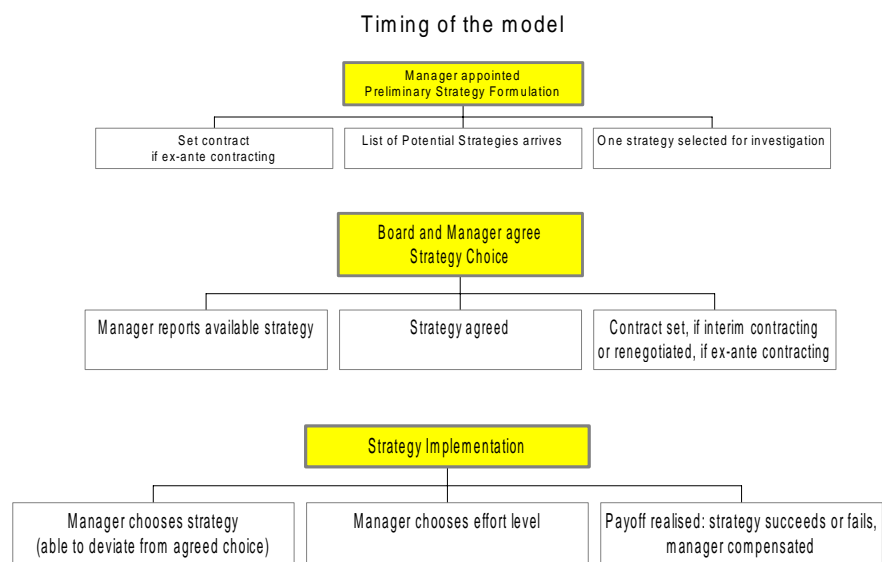 Timing of the model
Manager appointed
Preliminary Strategy Formulation
Set contract
if ex-ante contracting
List of Potential Strategies arrives
One strategy selected for investigation
Board and Manager agree
Strategy Choice
Manager reports available strategy
Strategy agreed
Contract set, if interim contracting
or renegotiated, if ex-ante contracting
Strategy Implementation
Manager chooses strategy
(able to deviate from agreed choice)
Manager chooses effort level
Payoff realised: strategy succeeds or fails,
manager compensated